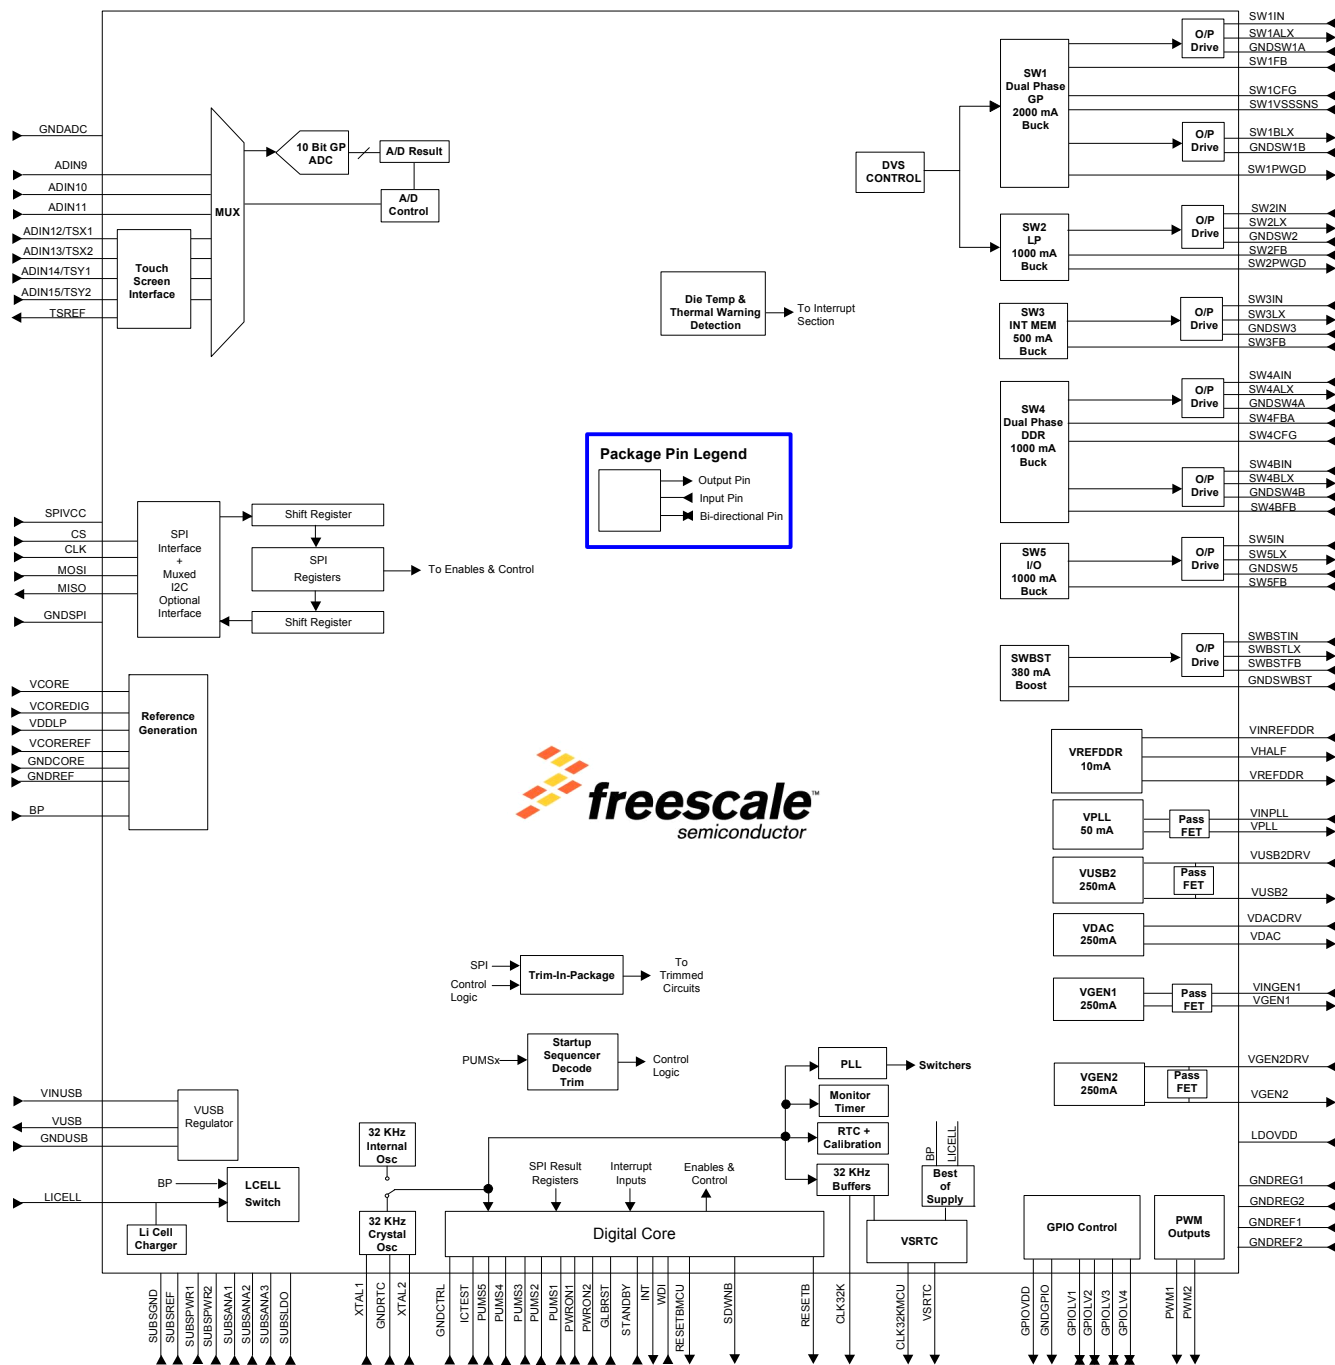 GNDADC
ADIN9
ADIN10
ADIN11
ADIN12/TSX1
ADIN13/TSX2
ADIN14/TSY1
ADIN15/TSY2
TSREF
Touch
Screen
Interface
MUX
10 Bit GP
ADC
A/D Result
A/D
Control
SPIVCC
CS
CLK
MOSI
MISO
GNDSPI
SPI
Interface
+
Muxed
I2C
Optional
Interface
Shift Register
SPI
Registers
Shift Register
To Enables & Control
VCORE
VCOREDIG
VDDLP
VCOREREF
GNDCORE
GNDREF
BP
Reference
Generation
VINUSB
VUSB
GNDUSB
VUSB
Regulator
LICELL
BP
LCELL
Switch
Li Cell
Charger
Die Temp &
Thermal Warning
Detection
To Interrupt
Section
Package Pin Legend
Output Pin
Input Pin
Bi-directional Pin
freescale™
semiconductor
SPI
Control
Logic
Trim-In-Package
To
Trimmed
Circuits
PUMSx
Startup
Sequencer
Decode
Trim
Control
Logic
32 KHz
Internal
Osc
32 KHz
Crystal
Osc
SPI Result
Registers
Interrupt
Inputs
Enables &
Control
Digital Core
PLL
Switchers
Monitor
Timer
RTC +
Calibration
32 KHz
Buffers
BP
LICELL
Best
of
Supply
VSRTC
GPIO Control
PWM
Outputs
DVS
CONTROL
SW1
Dual Phase
GP
2000 mA
Buck
O/P
Drive
O/P
Drive
SW1IN
SW1ALX
GNDSW1A
SW1FB
SW1CFG
SW1VSSSNS
SW1BLX
GNDSW1B
SW1PWGD
SW2
LP
1000 mA
Buck
O/P
Drive
SW2IN
SW2LX
GNDSW2
SW2FB
SW2PWGD
SW3
INT MEM
500 mA
Buck
O/P
Drive
SW3IN
SW3LX
GNDSW3
SW3FB
SW4
Dual Phase
DDR
1000 mA
Buck
O/P
Drive
O/P
Drive
SW4AIN
SW4ALX
GNDSW4A
SW4FBA
SW4CFG
SW4BIN
SW4BLX
GNDSW4B
SW4BFB
SW5
I/O
1000 mA
Buck
O/P
Drive
SW5IN
SW5LX
GNDSW5
SW5FB
SWBST
380 mA
Boost
O/P
Drive
SWBSTIN
SWBSTLX
SWBSTFB
GNDSWBST
VREFDDR
10mA
VINREFDDR
VHALF
VREFDDR
VPLL
50 mA
Pass
FET
VINPLL
VPLL
VUSB2
250mA
Pass
FET
VUSB2DRV
VUSB2
VDAC
250mA
VDACDRV
VDAC
VGEN1
250mA
Pass
FET
VINGEN1
VGEN1
VGEN2
250mA
Pass
FET
VGEN2DRV
VGEN2
LDOVDD
GNDREG1
GNDREG2
GNDREF1
GNDREF2
SUBSGND
SUBSREF
SUBSPWR1
SUBSPWR2
SUBSANA1
SUBSANA2
SUBSANA3
SUBSLDO
XTAL1
GNDRTC
XTAL2
GNDCTRL
ICTEST
PUMS5
PUMS4
PUMS3
PUMS2
PUMS1
PWRON1
PWRON2
GLBRST
STANDBY
INT
WDI
RESETBMCU
SDWNB
RESETB
CLK32K
CLK32KMCU
VSRTC
GPIOVDD
GNDGPIO
GPIOLV1
GPIOLV2
GPIOLV3
GPIOLV4
PWM1
PWM2